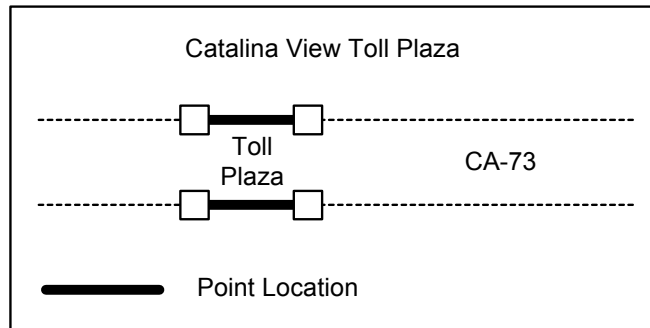 Catalina View Toll Plaza
Toll
Plaza
CA-73
Point Location